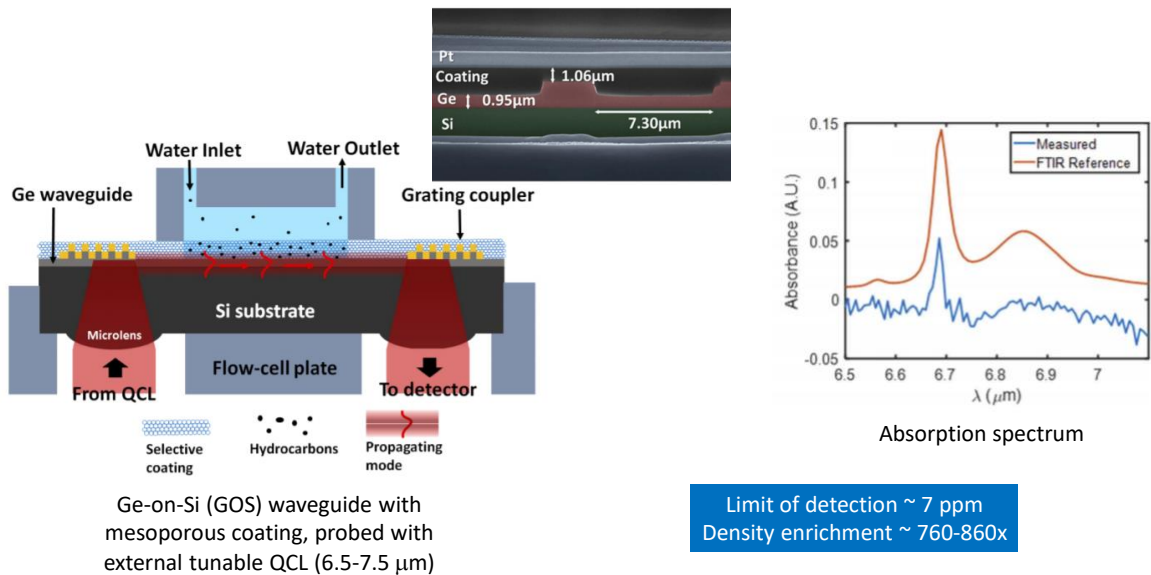 Pt
Coating
1.06μm
Ge
0.95μm
Si
7.30μm
Water Inlet
Water Outlet
Ge waveguide
Grating coupler
Si substrate
Microlens
Flow-cell plate
From QCL
To detector
Selective
coating
Hydrocarbons
Propagating
mode
Ge-on-Si (GOS) waveguide with
mesoporous coating, probed with
external tunable QCL (6.5-7.5 μm)
0.15
0.1
0.05
0
-0.05
Absorbance (A.U.)
Measured
FTIR Reference
6.5 6.6 6.7 6.8 6.9 7
λ (μm)
Absorption spectrum
Limit of detection ~ 7 ppm
Density enrichment ~ 760-860x